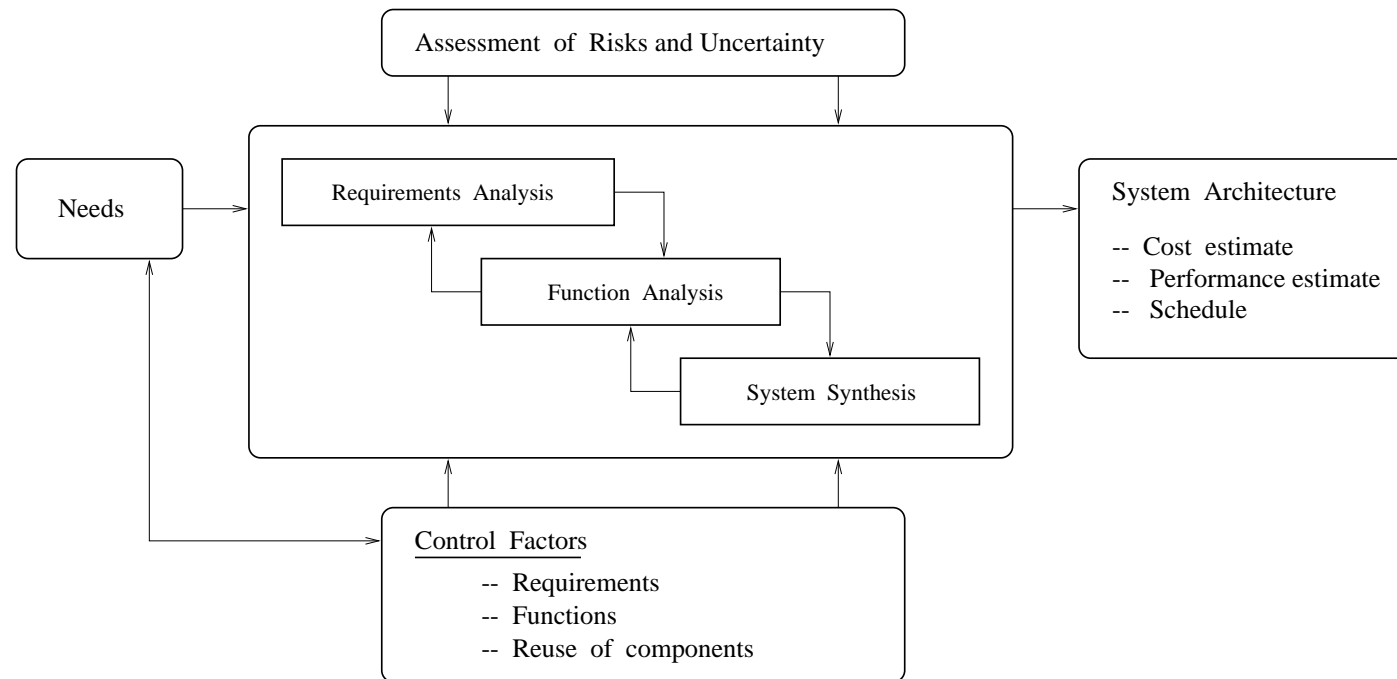 Assessment of Risks and Uncertainty
Needs
Requirements Analysis
Function Analysis
System Synthesis
System Architecture
-- Cost estimate
-- Performance estimate
-- Schedule
Control Factors
-- Requirements
-- Functions
-- Reuse of components